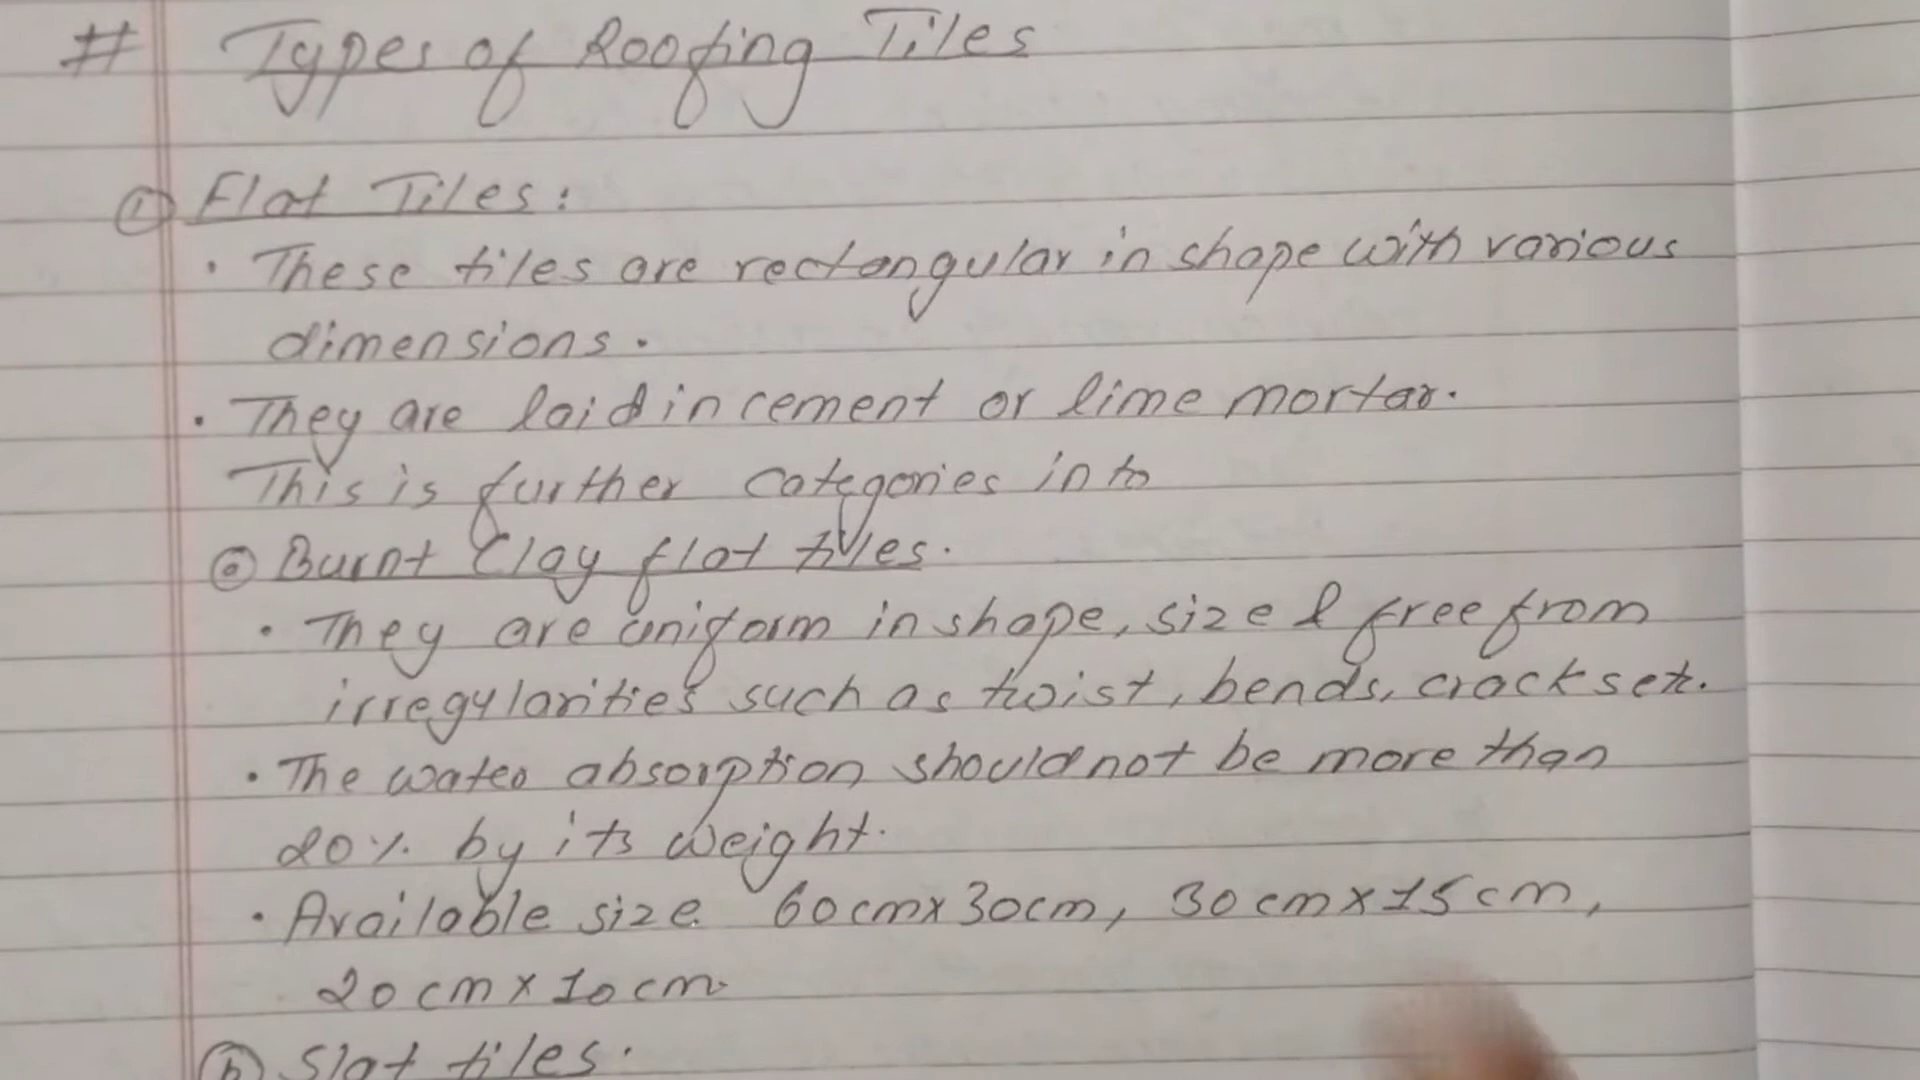 # Types of Roofing Tiles
① Flat Tiles:
• These tiles are rectangular in shape with various
dimensions.
• They are laid in cement or lime mortar.
This is further categories into
ⓐ Burnt Clay flat tiles.
• They are uniform in shape, size & free from
irregularities such as twist, bends, cracks etc.
• The water absorption should not be more than
20% by its weight.
• Available size 60cm x 30cm, 30cm x 15cm,
20cm x 10cm
ⓑ Slat tiles.